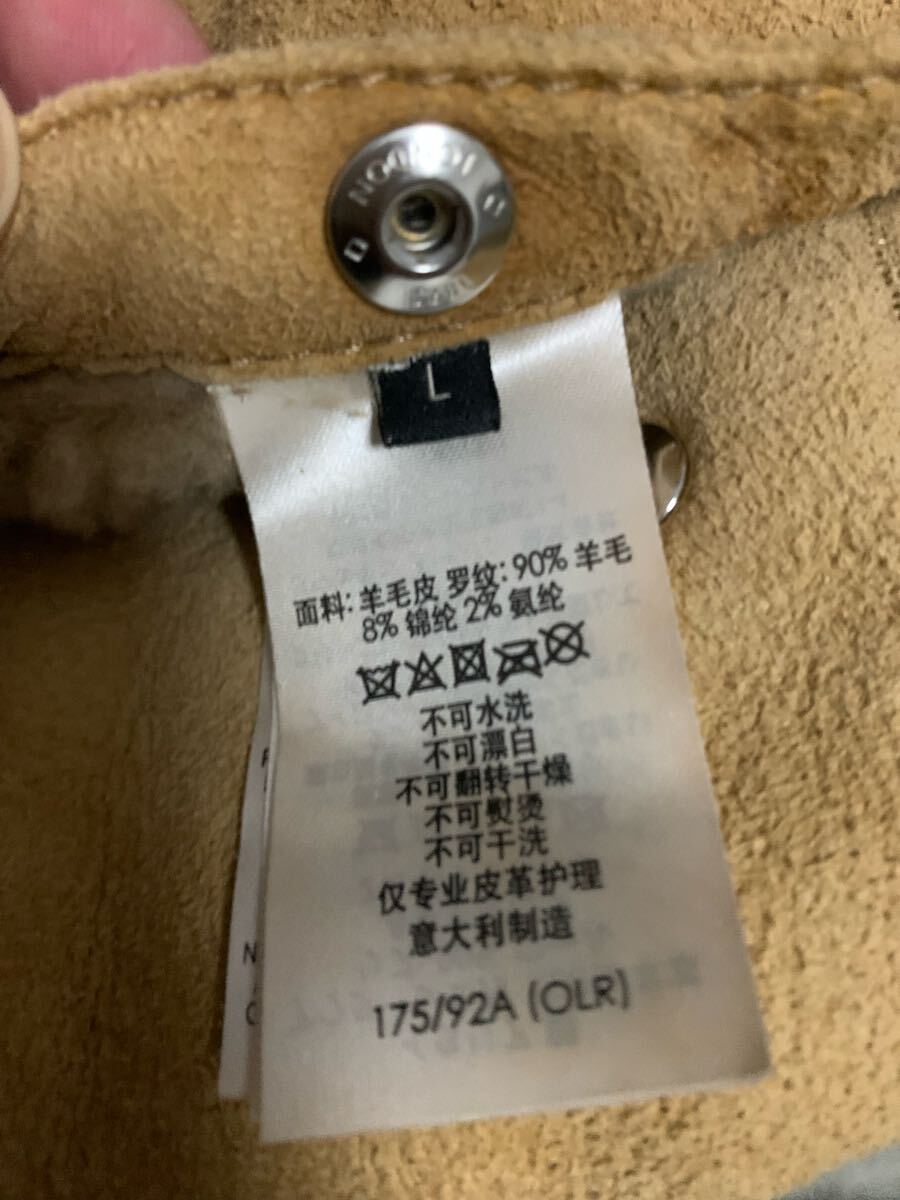 LONDON
L
面料: 羊毛皮 罗纹: 90% 羊毛
8% 锦纶 2% 氨纶
不可水洗
不可漂白
不可翻转干燥
不可熨烫
不可干洗
仅专业皮革护理
意大利制造
175/92A (OLR)